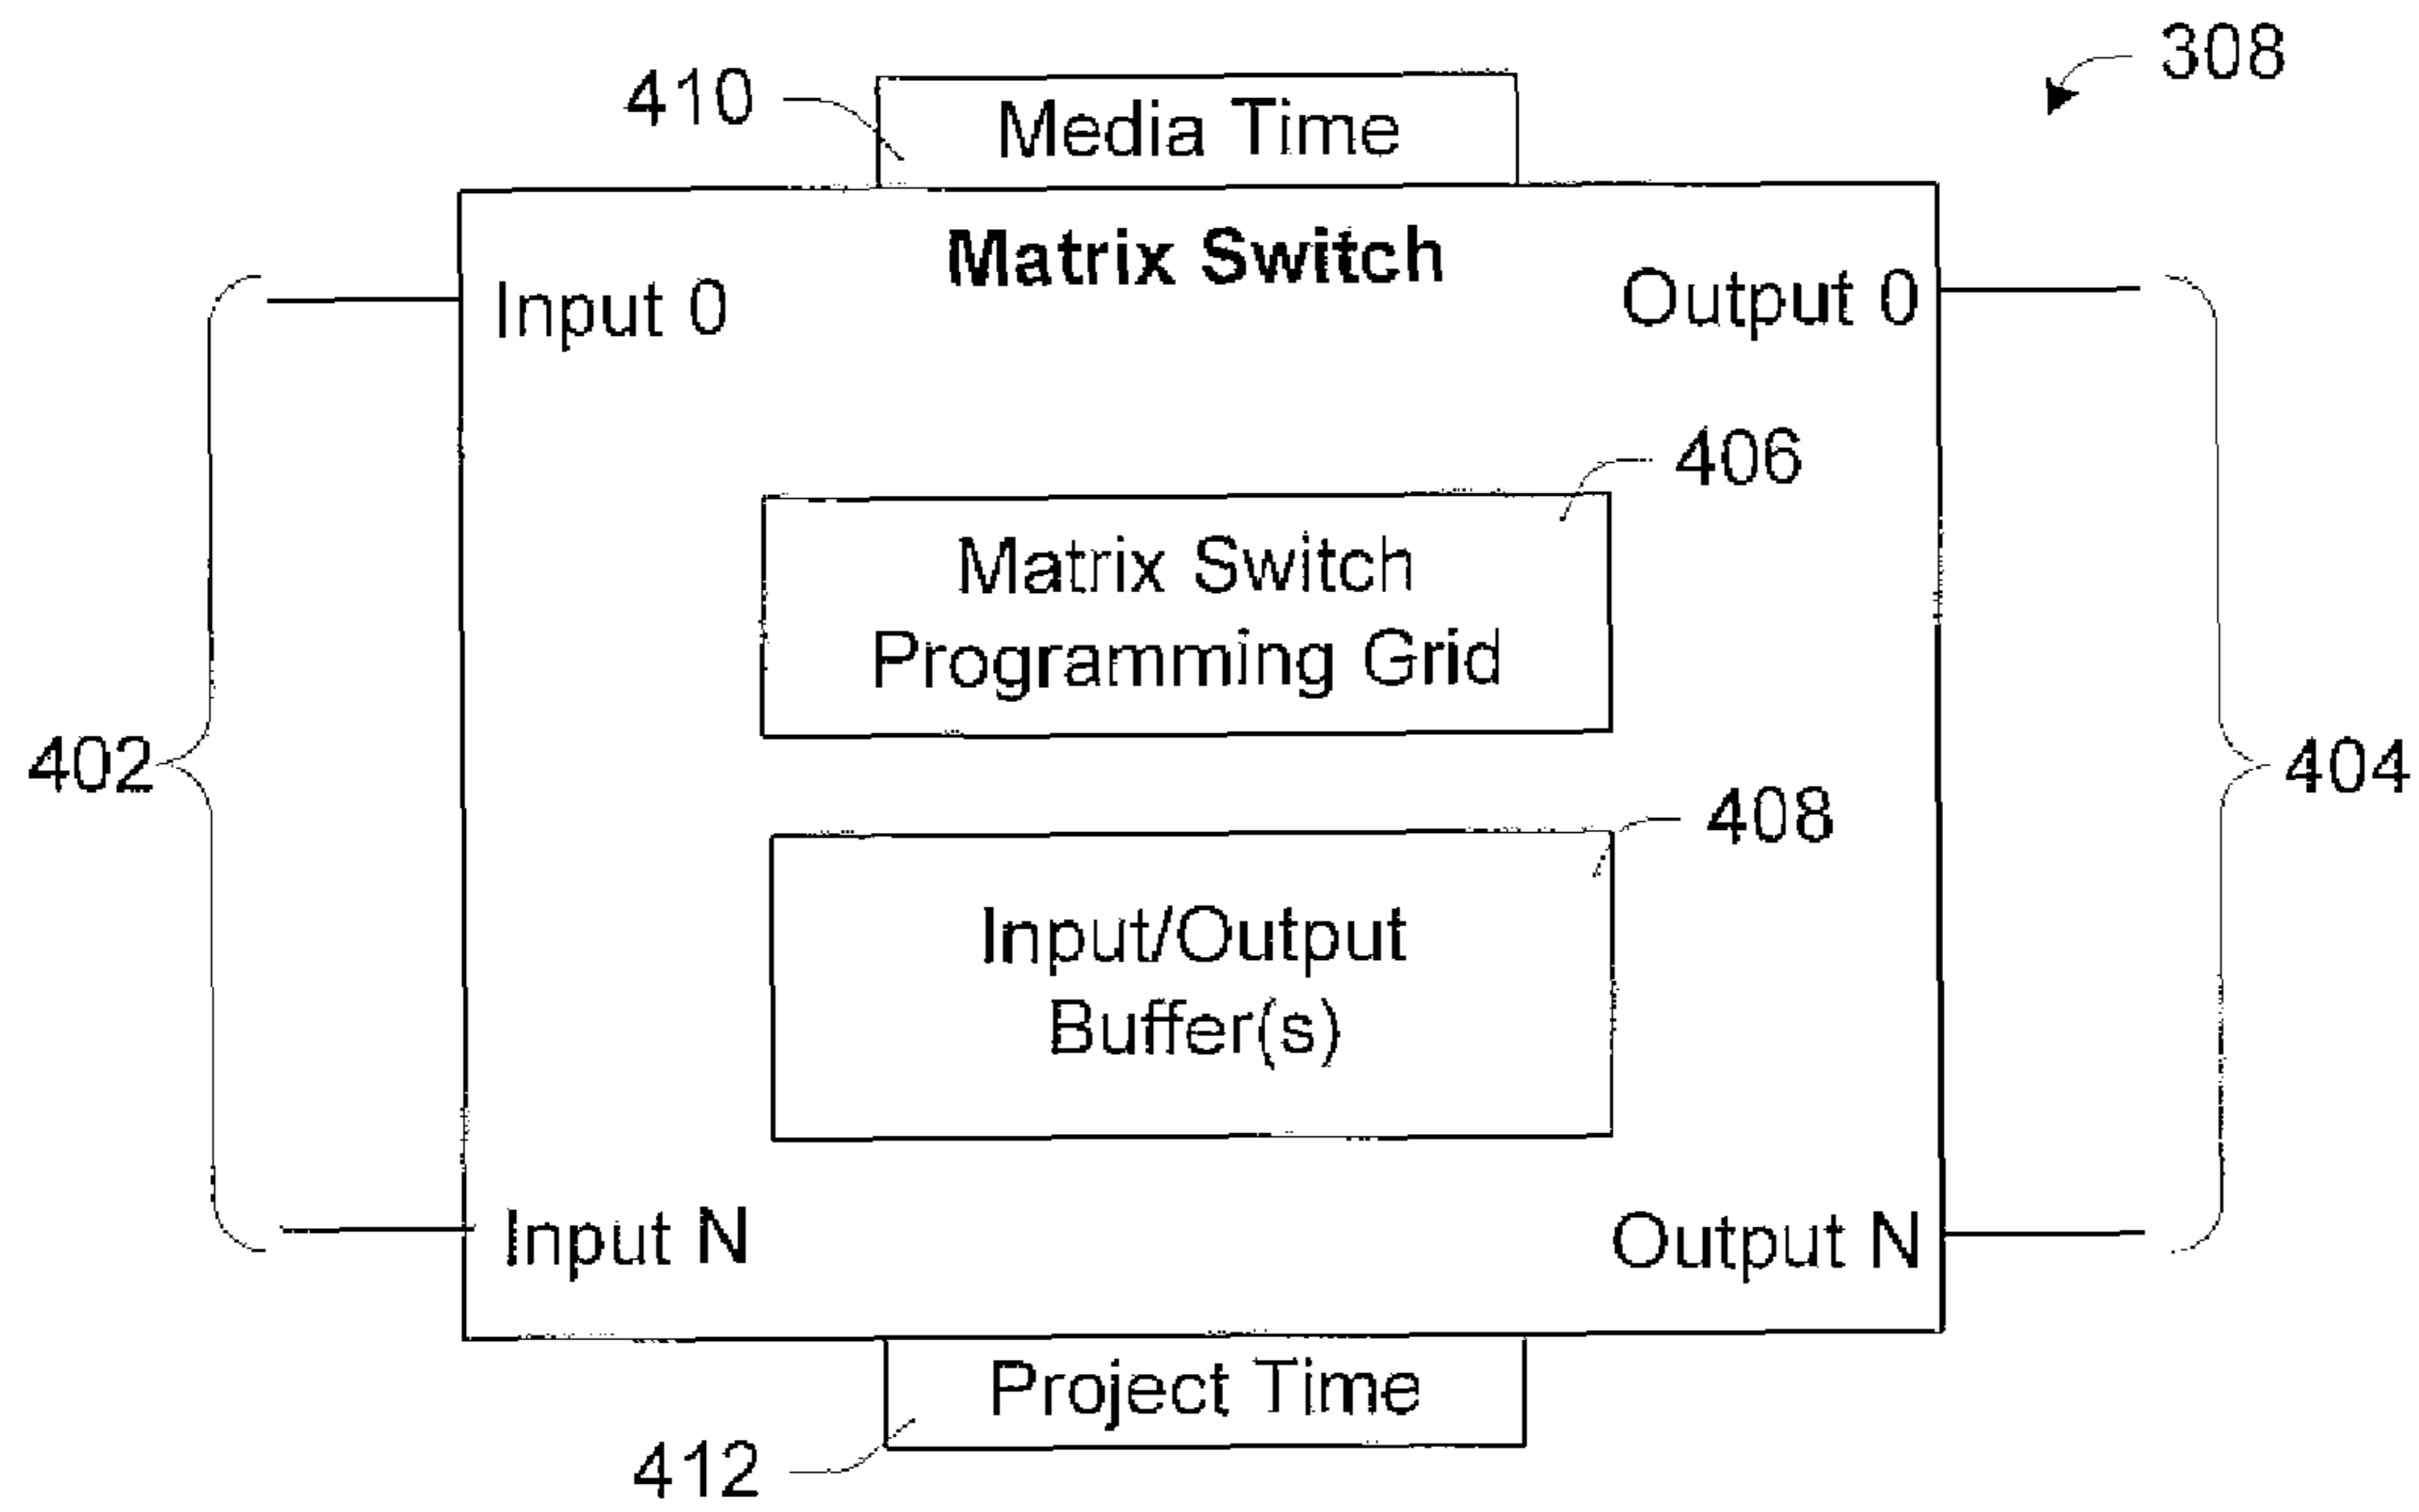 308
410
Media Time
Matrix Switch
Input 0
Output 0
406
Matrix Switch
Programming Grid
402
404
408
Input/Output
Buffer(s)
Input N
Output N
Project Time
412